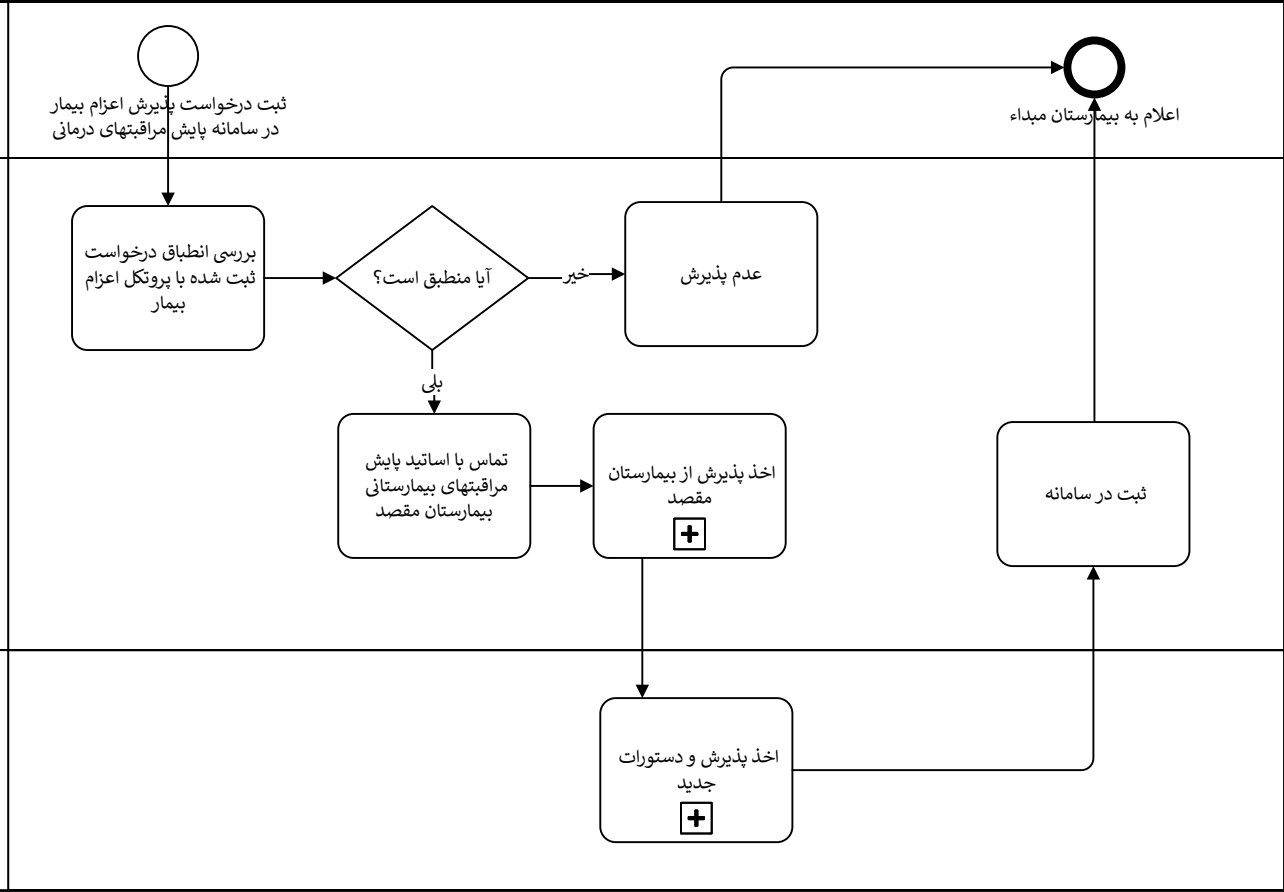 ثبت درخواست پذیرش اعزام بیمار
در سامانه پایش مراقبتهای درمانی
اعلام به بیمارستان مبداء
بررسی انطباق درخواست
ثبت شده با پروتکل اعزام
بیمار
آیا منطبق است؟
خیر
عدم پذیرش
بلی
تماس با اساتید پایش
مراقبتهای بیمارستانی
بیمارستان مقصد
اخذ پذیرش از بیمارستان
مقصد
ثبت در سامانه
اخذ پذیرش و دستورات
جدید